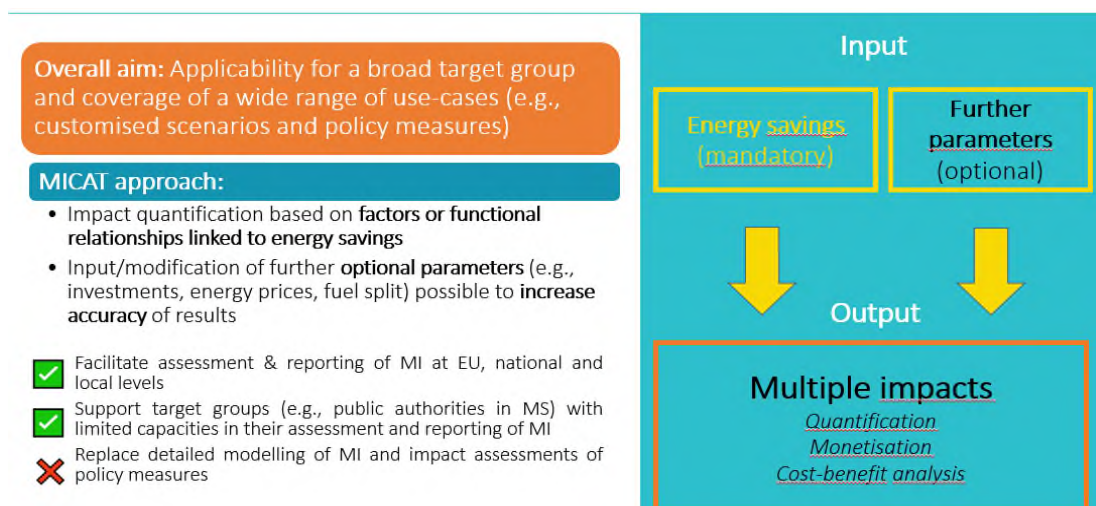 Overall aim: Applicability for a broad target group
and coverage of a wide range of use-cases (e.g.,
customised scenarios and policy measures)
MICAT approach:
• Impact quantification based on factors or functional
relationships linked to energy savings
• Input/modification of further optional parameters (e.g.,
investments, energy prices, fuel split) possible to increase
accuracy of results
Facilitate assessment & reporting of MI at EU, national and
local levels
Support target groups (e.g., public authorities in MS) with
limited capacities in their assessment and reporting of MI
Replace detailed modelling of MI and impact assessments of
policy measures
Input
Energy savings
(mandatory)
Further
parameters
(optional)
Output
Multiple impacts
Quantification
Monetisation
Cost-benefit analysis